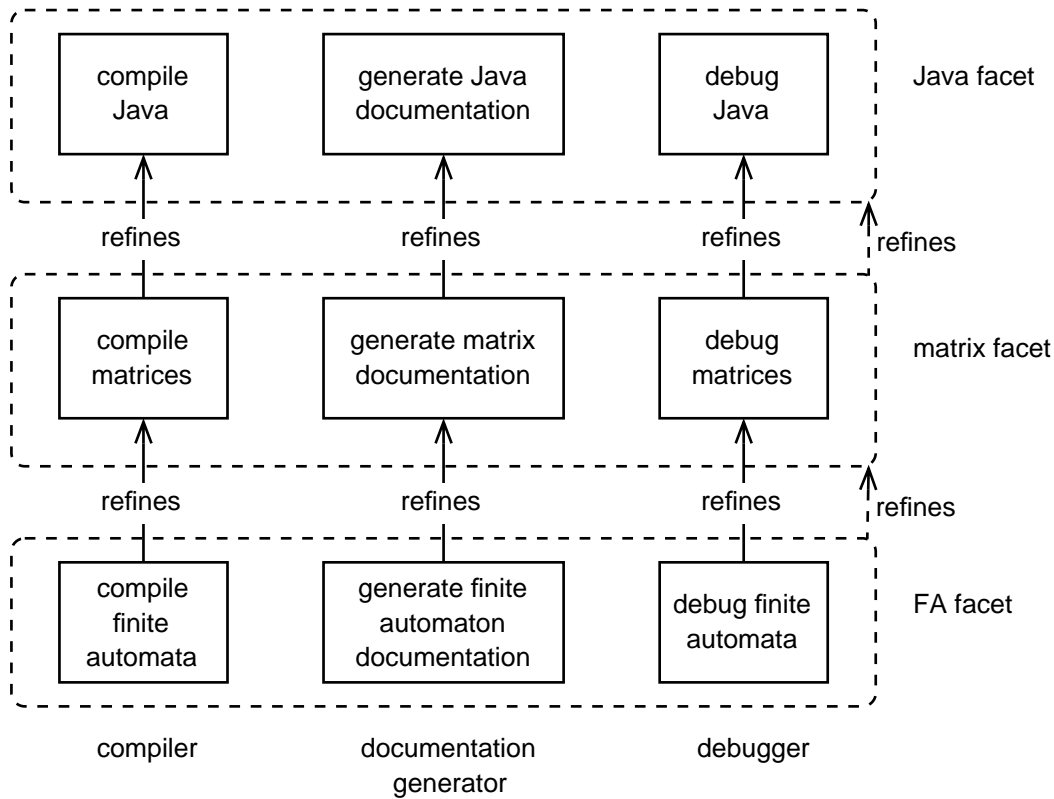 compile
Java
generate Java
documentation
debug
Java
Java facet
refines
refines
refines
refines
compile
matrices
generate matrix
documentation
debug
matrices
matrix facet
refines
refines
refines
refines
compile
finite
automata
generate finite
automaton
documentation
debug finite
automata
FA facet
compiler
documentation
generator
debugger